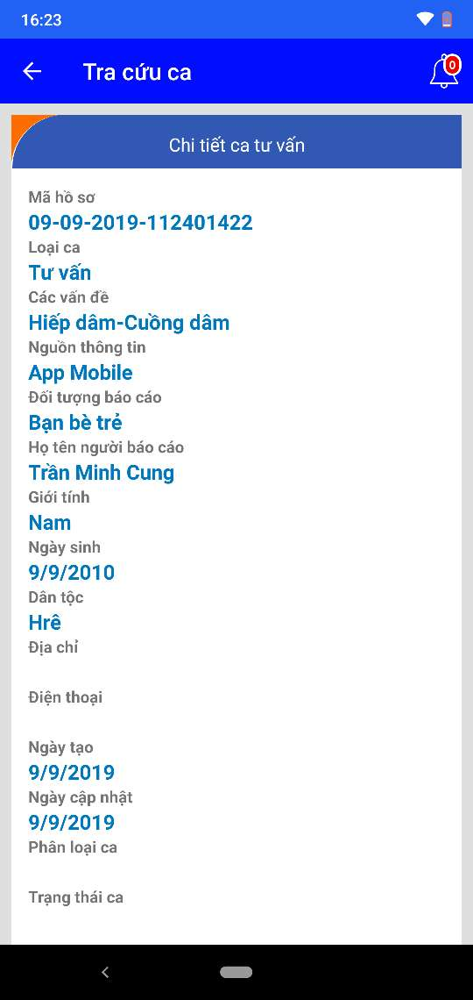 16:23
Tra cứu ca
0
Chi tiết ca tư vấn
Mã hồ sơ
09-09-2019-112401422
Loại ca
Tư vấn
Các vấn đề
Hiếp dâm-Cuồng dâm
Nguồn thông tin
App Mobile
Đối tượng báo cáo
Bạn bè trẻ
Họ tên người báo cáo
Trần Minh Cung
Giới tính
Nam
Ngày sinh
9/9/2010
Dân tộc
Hrê
Địa chỉ
Điện thoại
Ngày tạo
9/9/2019
Ngày cập nhật
9/9/2019
Phân loại ca
Trạng thái ca